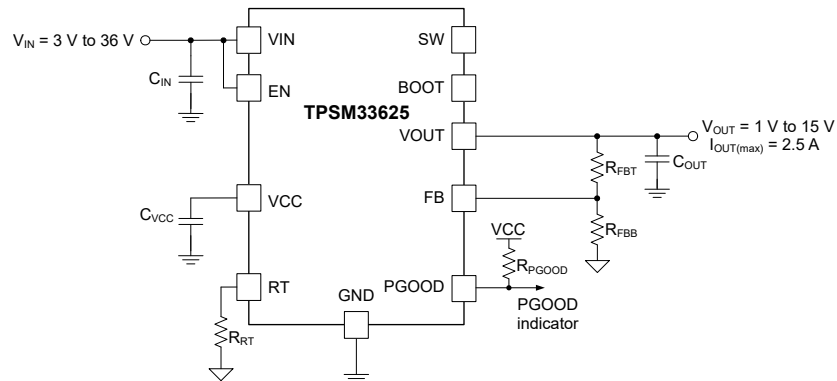 V_IN = 3 V to 36 V
VIN
SW
C_IN
EN
BOOT
TPSM33625
VOUT
V_OUT = 1 V to 15 V
I_OUT(max) = 2.5 A
R_FBT
C_OUT
C_VCC
VCC
FB
R_FBB
VCC
R_PGOOD
RT
GND
PGOOD
PGOOD
indicator
R_RT